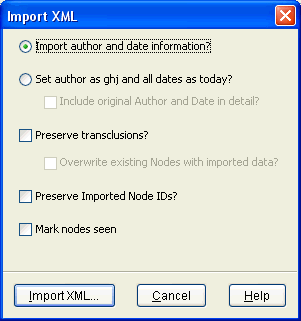 Import XML
Import author and date information?
Set author as ghj and all dates as today?
Include original Author and Date in detail?
Preserve transclusions?
Overwrite existing Nodes with imported data?
Preserve Imported Node IDs?
Mark nodes seen
Import XML... Cancel Help